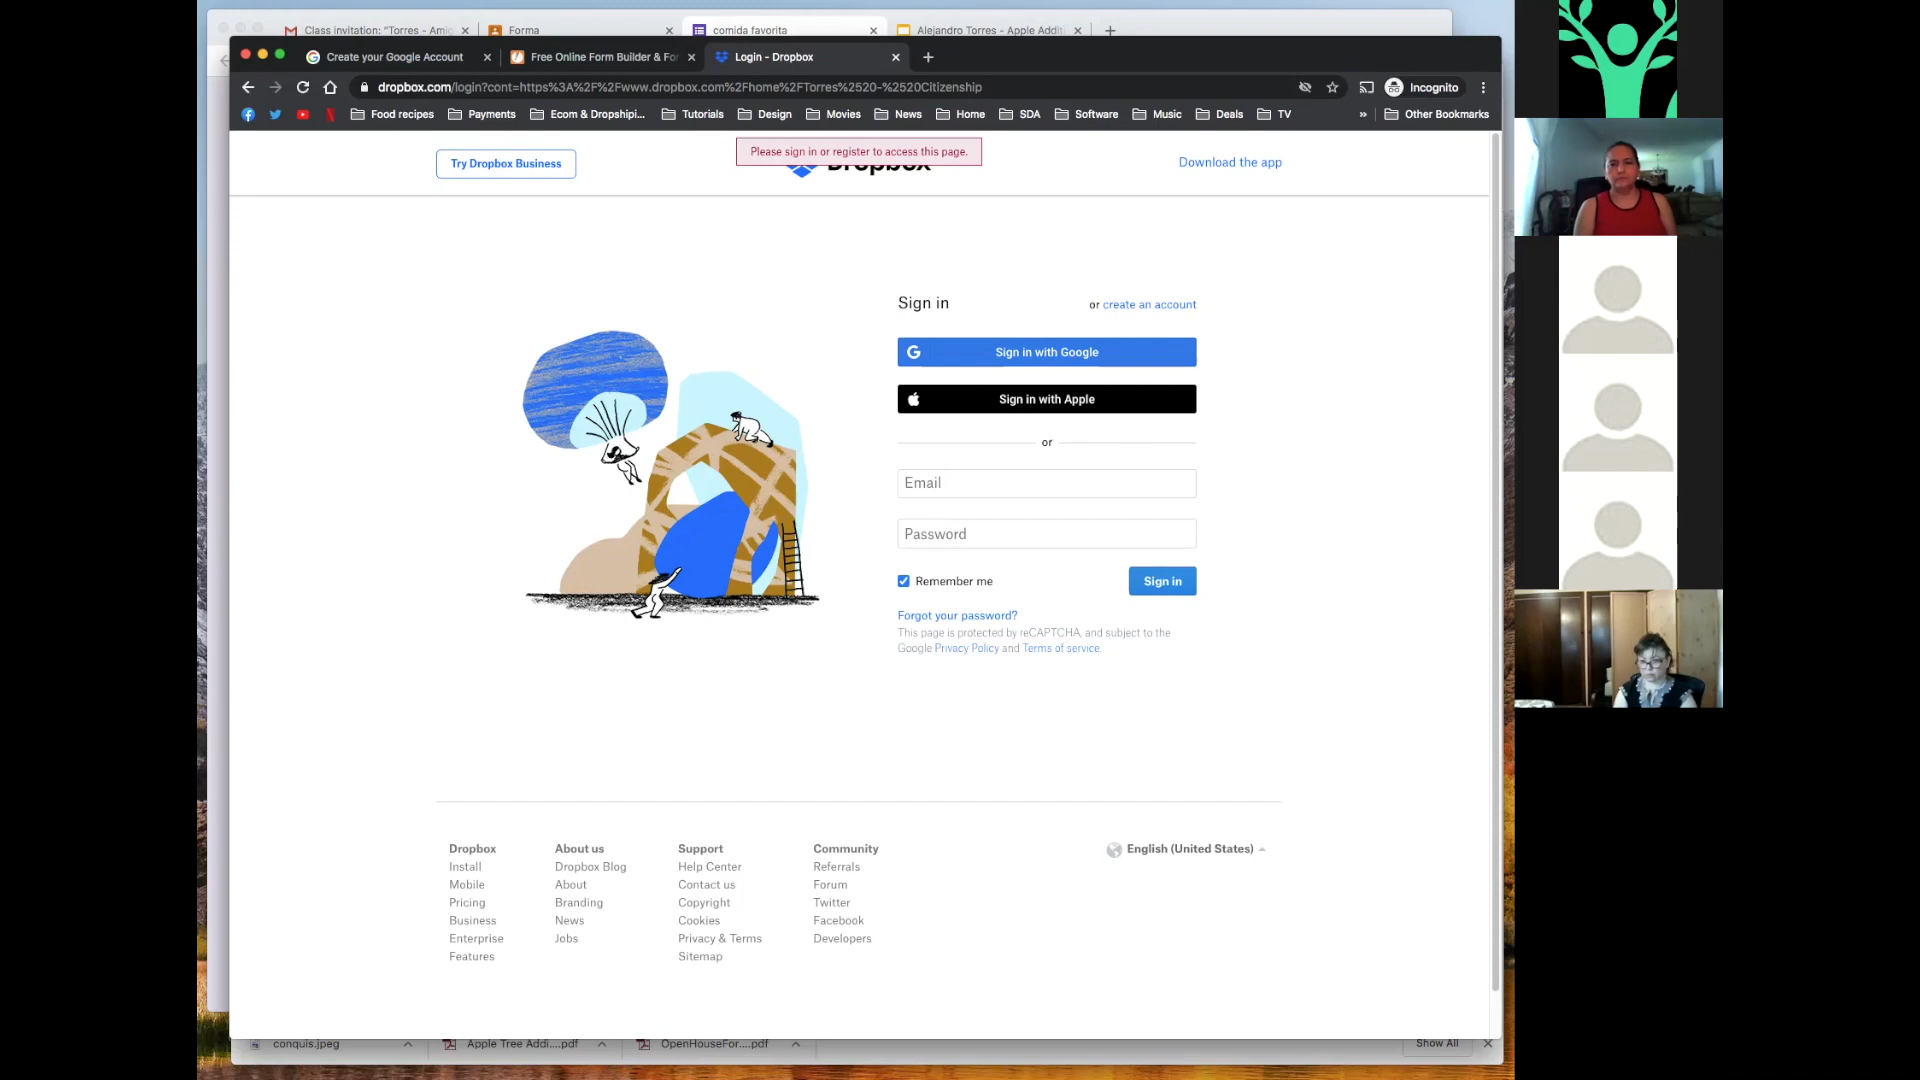 Class invitation: "Torres - Amig
Forma
comida favorita
Alejandro Torres - Apple Addit
Create your Google Account
Free Online Form Builder & For
Login - Dropbox
dropbox.com/login?cont=https%3A%2F%2Fwww.dropbox.com%2Fhome%2FTorres%2520-%2520Citizenship
Incognito
Food recipes
Payments
Ecom & Dropshipi...
Tutorials
Design
Movies
News
Home
SDA
Software
Music
Deals
TV
»
Other Bookmarks
Try Dropbox Business
Please sign in or register to access this page.
Dropbox
Download the app
Sign in
or create an account
Sign in with Google
Sign in with Apple
or
Email
Password
Remember me
Sign in
Forgot your password?
This page is protected by reCAPTCHA, and subject to the
Google Privacy Policy and Terms of service.
Dropbox
Install
Mobile
Pricing
Business
Enterprise
Features
About us
Dropbox Blog
About
Branding
News
Jobs
Support
Help Center
Contact us
Copyright
Cookies
Privacy & Terms
Sitemap
Community
Referrals
Forum
Twitter
Facebook
Developers
English (United States)
conquis.jpeg
Apple Tree Addi....pdf
OpenHouseFor....pdf
Show All